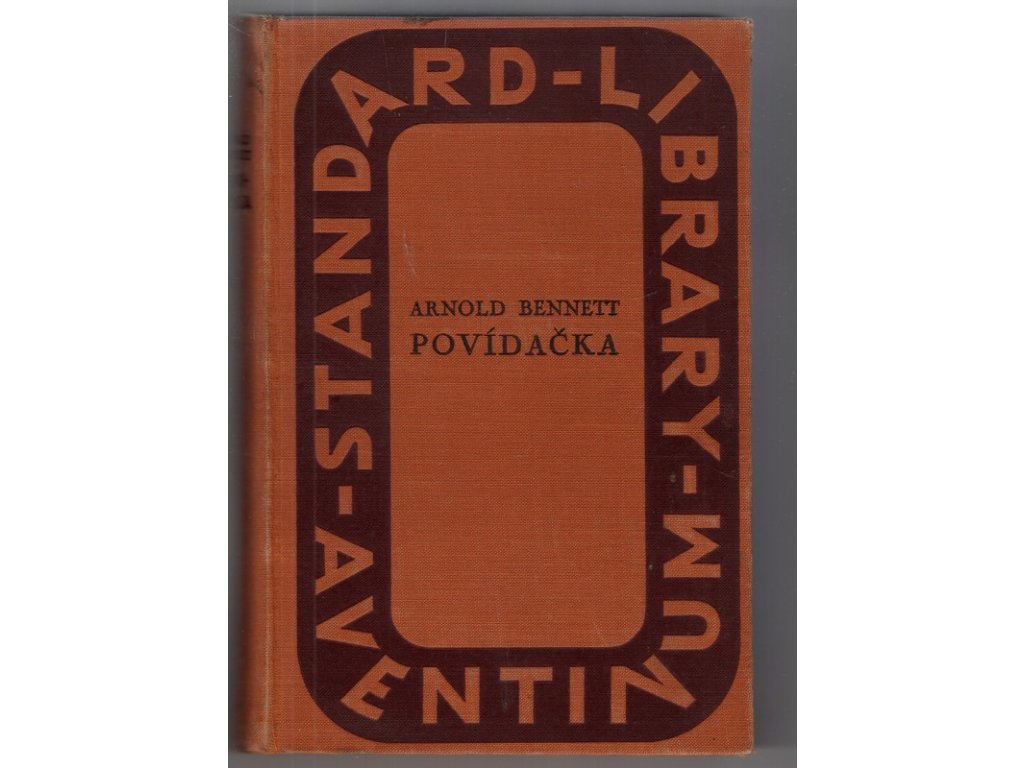 STANDARD-LIBRARY-
AVENTINUM-
ARNOLD BENNETT
POVÍDAČKA